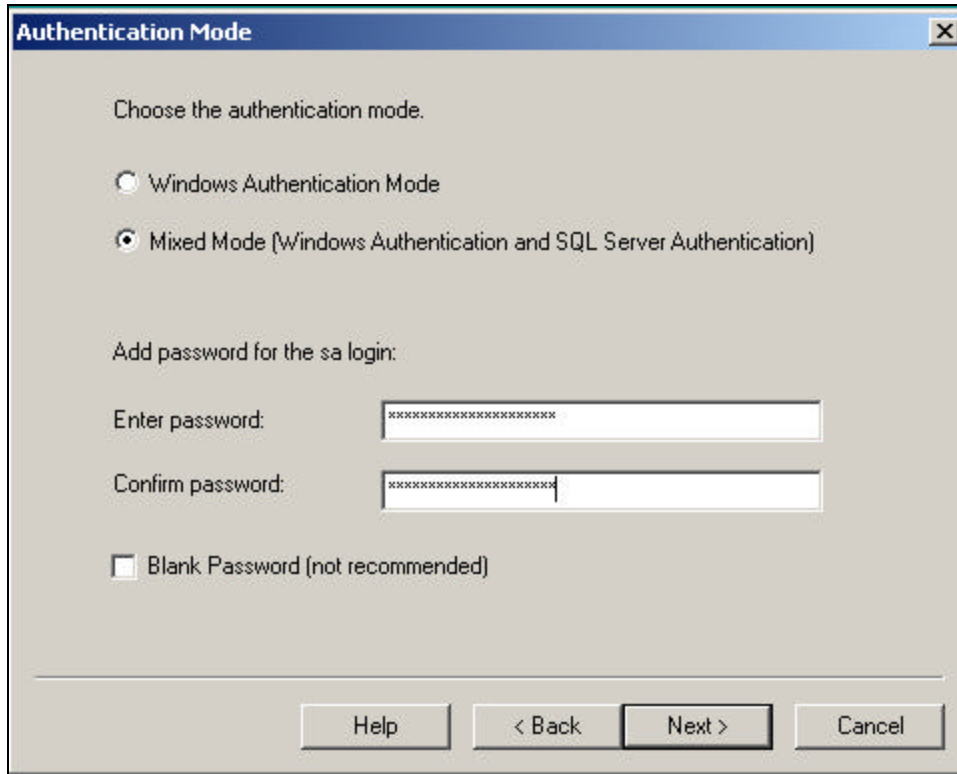 Authentication Mode
Choose the authentication mode.
Windows Authentication Mode
Mixed Mode (Windows Authentication and SQL Server Authentication)
Add password for the sa login:
Enter password: *********************
Confirm password: *********************
Blank Password (not recommended)
Help < Back Next > Cancel